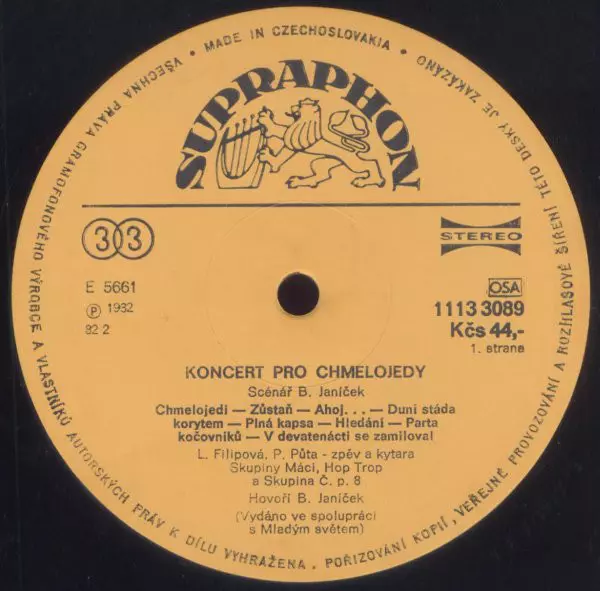 • MADE IN CZECHOSLOVAKIA •
VŠECHNA PRÁVA GRAMOFONOVÉHO VÝROBCE A VLASTNÍKŮ AUTORSKÝCH PRÁV K DÍLU VYHRAŽENA. POŘIZOVÁNÍ KOPIÍ, VEŘEJNÉ PROVOZOVÁNÍ A ROZHLASOVÉ ŠÍŘENÍ TÉTO DESKY JE ZAKÁZÁNO
SUPRAPHON
33
STEREO
E 5661
Ⓟ 1982
82 2
OSA
1113 3089
Kčs 44,-
1. strana
KONCERT PRO CHMELOJEDY
Scénář B. Janíček
Chmelojedi — Zůstaň — Ahoj... — Duní stáda
korytem — Plná kapsa — Hledání — Parta
kočovníků — V devatenácti se zamiloval
L. Filipová, P. Půta - zpěv a kytara
Skupiny Máci, Hop Trop
a Skupina Č. p. 8
Hovoří B. Janíček
(Vydáno ve spolupráci
s Mladým světem)